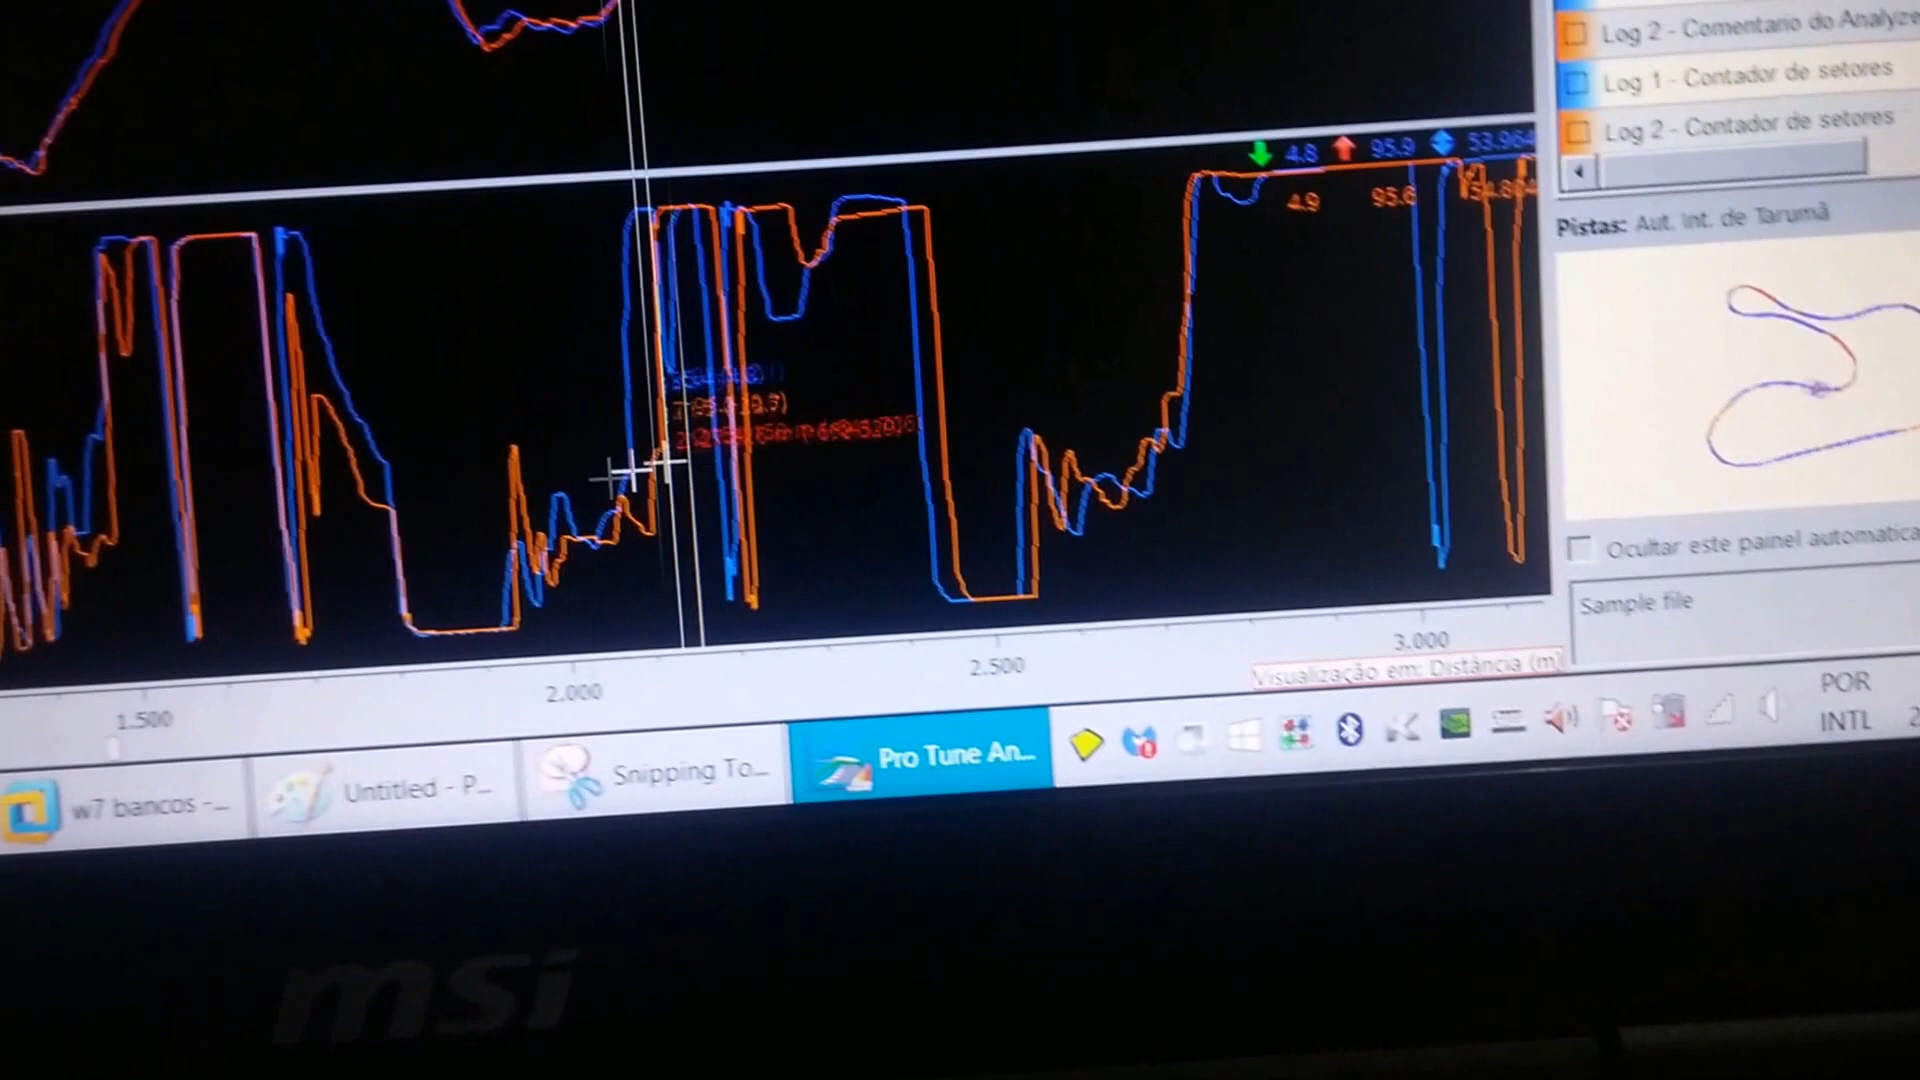 Log 2 - Comentario do Analyze
Log 1 - Contador de setores
Log 2 - Contador de setores
4.8 95.9 53.964
4.9 95.6
Pistas: Aut. Int. de Tarumã
Ocultar este painel automatica
Sample file
1.500 2.000 2.500 3.000
Visualização em: Distância (m)
w7 bancos -...
Untitled - P...
Snipping To...
Pro Tune An...
POR
INTL
msi